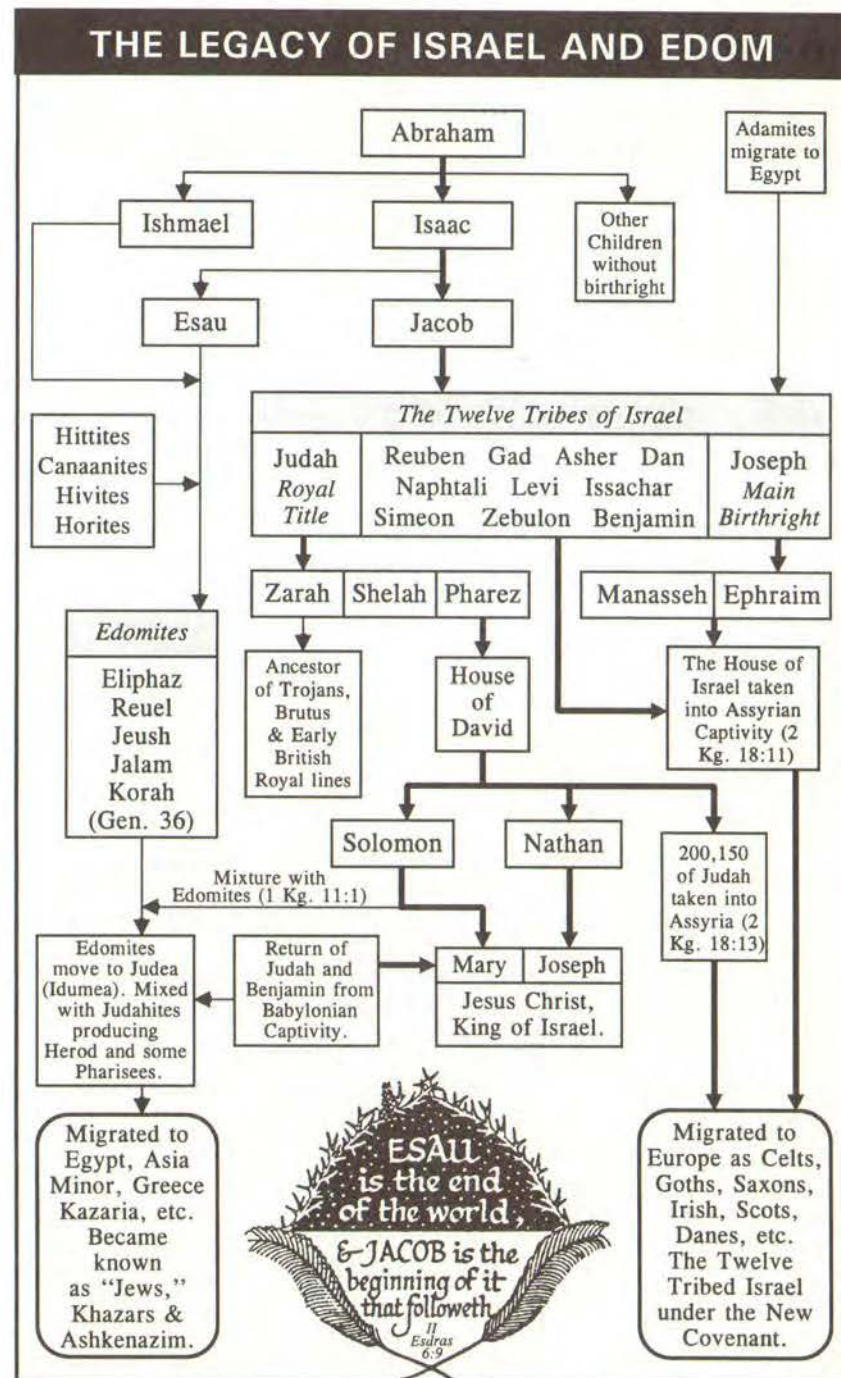 THE LEGACY OF ISRAEL AND EDOM
Abraham
Adamites
migrate to
Egypt
Ishmael
Isaac
Other
Children
without
birthright
Esau
Jacob
The Twelve Tribes of Israel
Judah
Royal
Title
Reuben Gad Asher Dan
Naphtali Levi Issachar
Simeon Zebulon Benjamin
Joseph
Main
Birthright
Hittites
Canaanites
Hivites
Horites
Zarah
Shelah
Pharez
Manasseh
Ephraim
Edomites
Eliphaz
Reuel
Jeush
Jalam
Korah
(Gen. 36)
Ancestor
of Trojans,
Brutus
& Early
British
Royal lines
House
of
David
The House of
Israel taken
into Assyrian
Captivity (2
Kg. 18:11)
Solomon
Nathan
200,150
of Judah
taken into
Assyria (2
Kg. 18:13)
Mixture with
Edomites (1 Kg. 11:1)
Edomites
move to Judea
(Idumea). Mixed
with Judahites
producing
Herod and some
Pharisees.
Return of
Judah and
Benjamin from
Babylonian
Captivity.
Mary
Joseph
Jesus Christ,
King of Israel.
Migrated to
Egypt, Asia
Minor, Greece
Kazaria, etc.
Became
known
as “Jews,”
Khazars &
Ashkenazim.
ESAU
is the end
of the world,
& JACOB is the
beginning of it
that followeth
II
Esdras
6:9
Migrated to
Europe as Celts,
Goths, Saxons,
Irish, Scots,
Danes, etc.
The Twelve
Tribed Israel
under the New
Covenant.